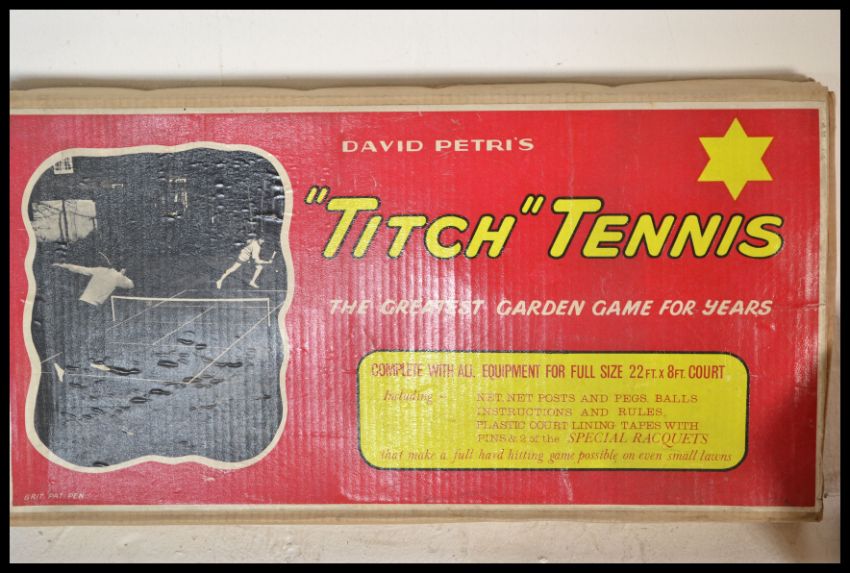 DAVID PETRI'S
"TITCH" TENNIS
THE GREATEST GARDEN GAME FOR YEARS
COMPLETE WITH ALL EQUIPMENT FOR FULL SIZE 22 FT. X 8 FT. COURT
Including - NET, NET POSTS AND PEGS, BALLS
INSTRUCTIONS AND RULES,
PLASTIC COURT LINING TAPES WITH
PINS & 2 of the SPECIAL RACQUETS
that make a full hard hitting game possible on even small lawns
BRIT. PAT. PEN.